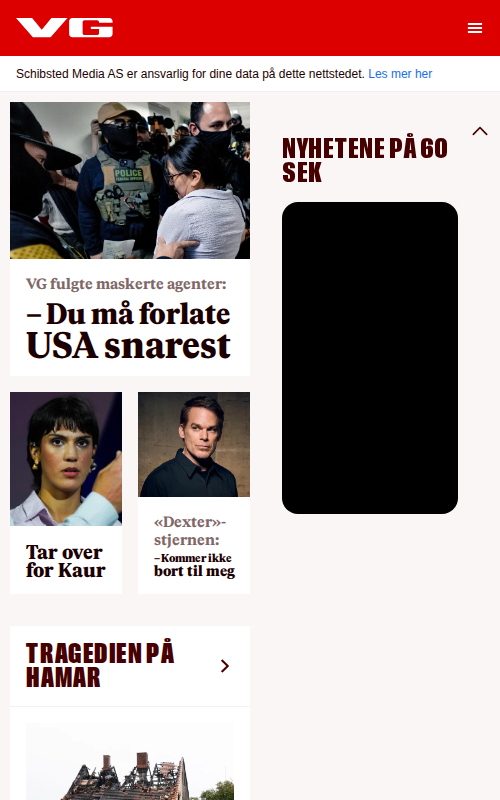 VG
Schibsted Media AS er ansvarlig for dine data på dette nettstedet. Les mer her
POLICE
FEDERAL OFFICER
VG fulgte maskerte agenter:
– Du må forlate
USA snarest
Tar over
for Kaur
«Dexter»-
stjernen:
– Kommer ikke
bort til meg
TRAGEDIEN PÅ
HAMAR
NYHETENE PÅ 60
SEK